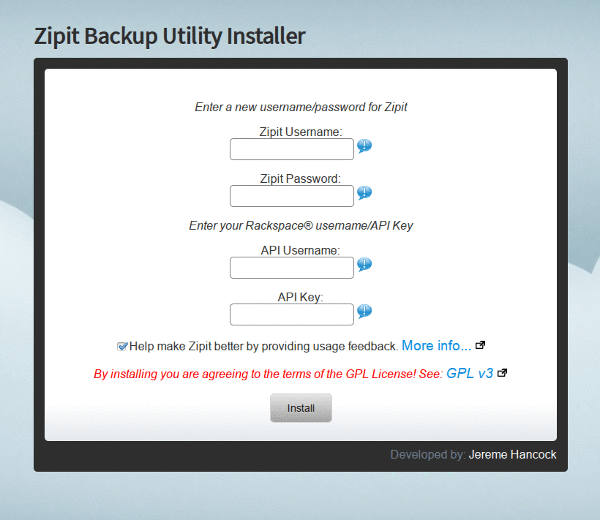 Zipit Backup Utility Installer
Enter a new username/password for Zipit
Zipit Username:
Zipit Password:
Enter your Rackspace® username/API Key
API Username:
API Key:
Help make Zipit better by providing usage feedback. More info...
By installing you are agreeing to the terms of the GPL License! See: GPL v3
Install
Developed by: Jereme Hancock